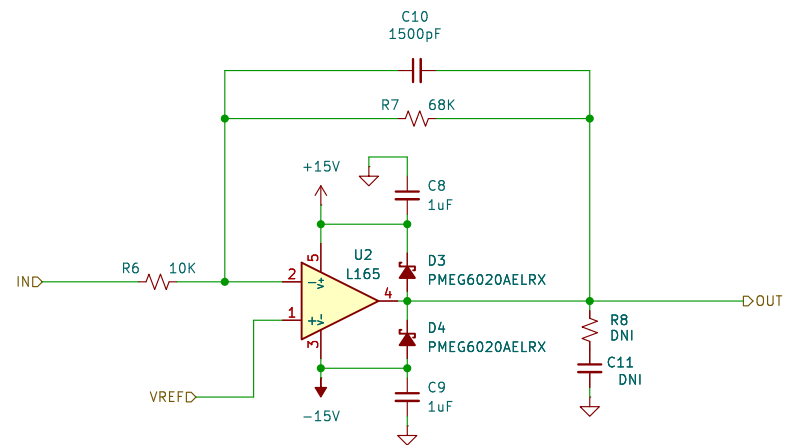 C10
1500pF
R7 68K
+15V
C8
1uF
U2
L165
D3
PMEG6020AELRX
R6 10K
IN
2
5
V+
4
OUT
1
V-
3
D4
PMEG6020AELRX
R8
DNI
C11
DNI
VREF
-15V
C9
1uF